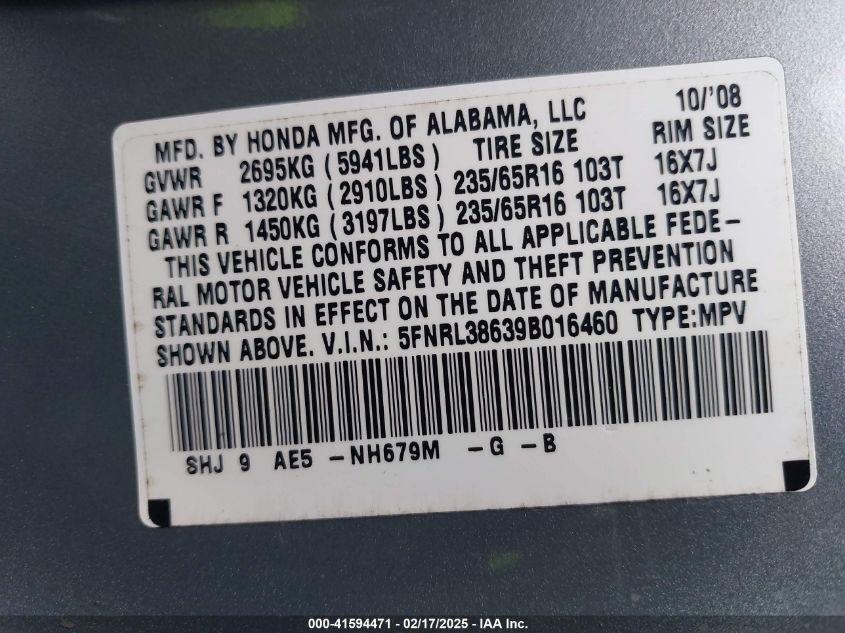 MFD. BY HONDA MFG. OF ALABAMA, LLC 10/'08
GVWR 2695KG (5941LBS) TIRE SIZE RIM SIZE
GAWR F 1320KG (2910LBS) 235/65R16 103T 16X7J
GAWR R 1450KG (3197LBS) 235/65R16 103T 16X7J
THIS VEHICLE CONFORMS TO ALL APPLICABLE FEDE-
RAL MOTOR VEHICLE SAFETY AND THEFT PREVENTION
STANDARDS IN EFFECT ON THE DATE OF MANUFACTURE
SHOWN ABOVE. V.I.N.: 5FNRL38639B016460 TYPE:MPV
SHJ 9 AE5 -NH679M -G -B
000-41594471 - 02/17/2025 - IAA Inc.